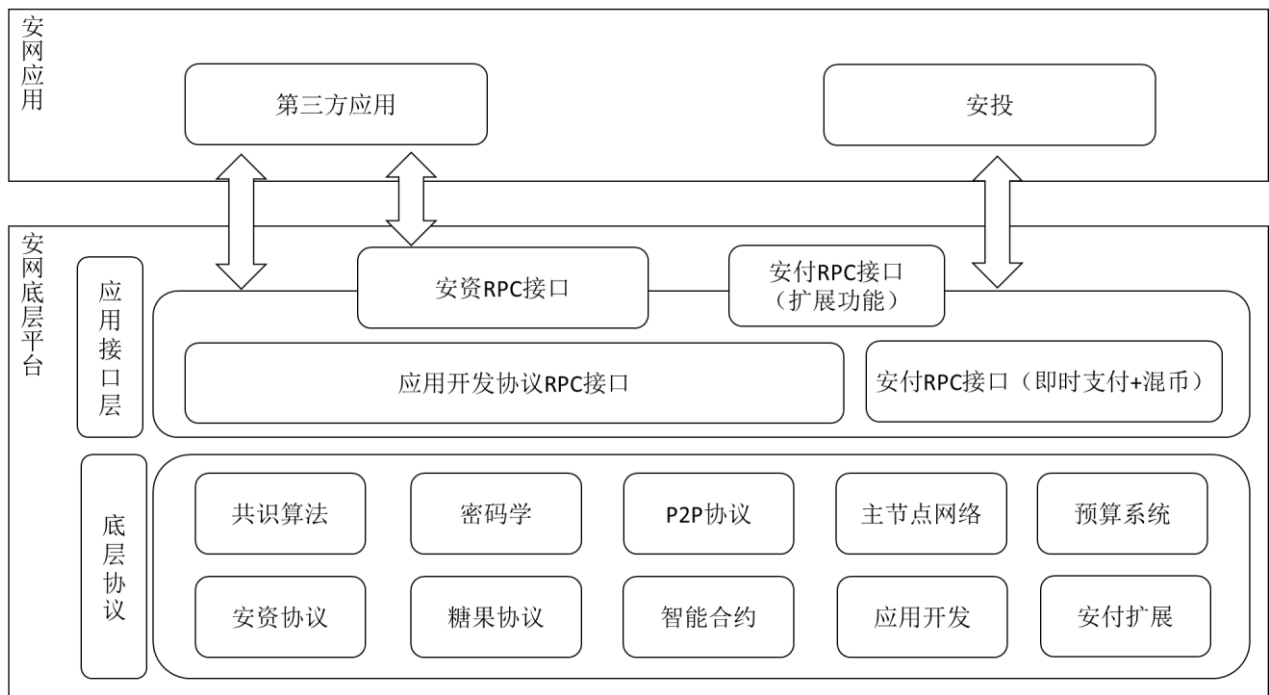 安网应用
第三方应用
安投
安网底层平台
应用接口层
安资RPC接口
安付RPC接口
（扩展功能）
应用开发协议RPC接口
安付RPC接口（即时支付+混币）
底层协议
共识算法
密码学
P2P协议
主节点网络
预算系统
安资协议
糖果协议
智能合约
应用开发
安付扩展